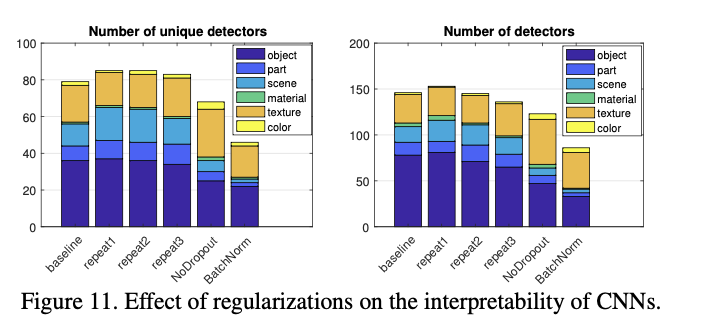 Number of unique detectors
100
80
60
40
20
0
object
part
scene
material
texture
color
baseline
repeat1
repeat2
repeat3
NoDropout
BatchNorm
Number of detectors
200
150
100
50
0
object
part
scene
material
texture
color
baseline
repeat1
repeat2
repeat3
NoDropout
BatchNorm
Figure 11. Effect of regularizations on the interpretability of CNNs.